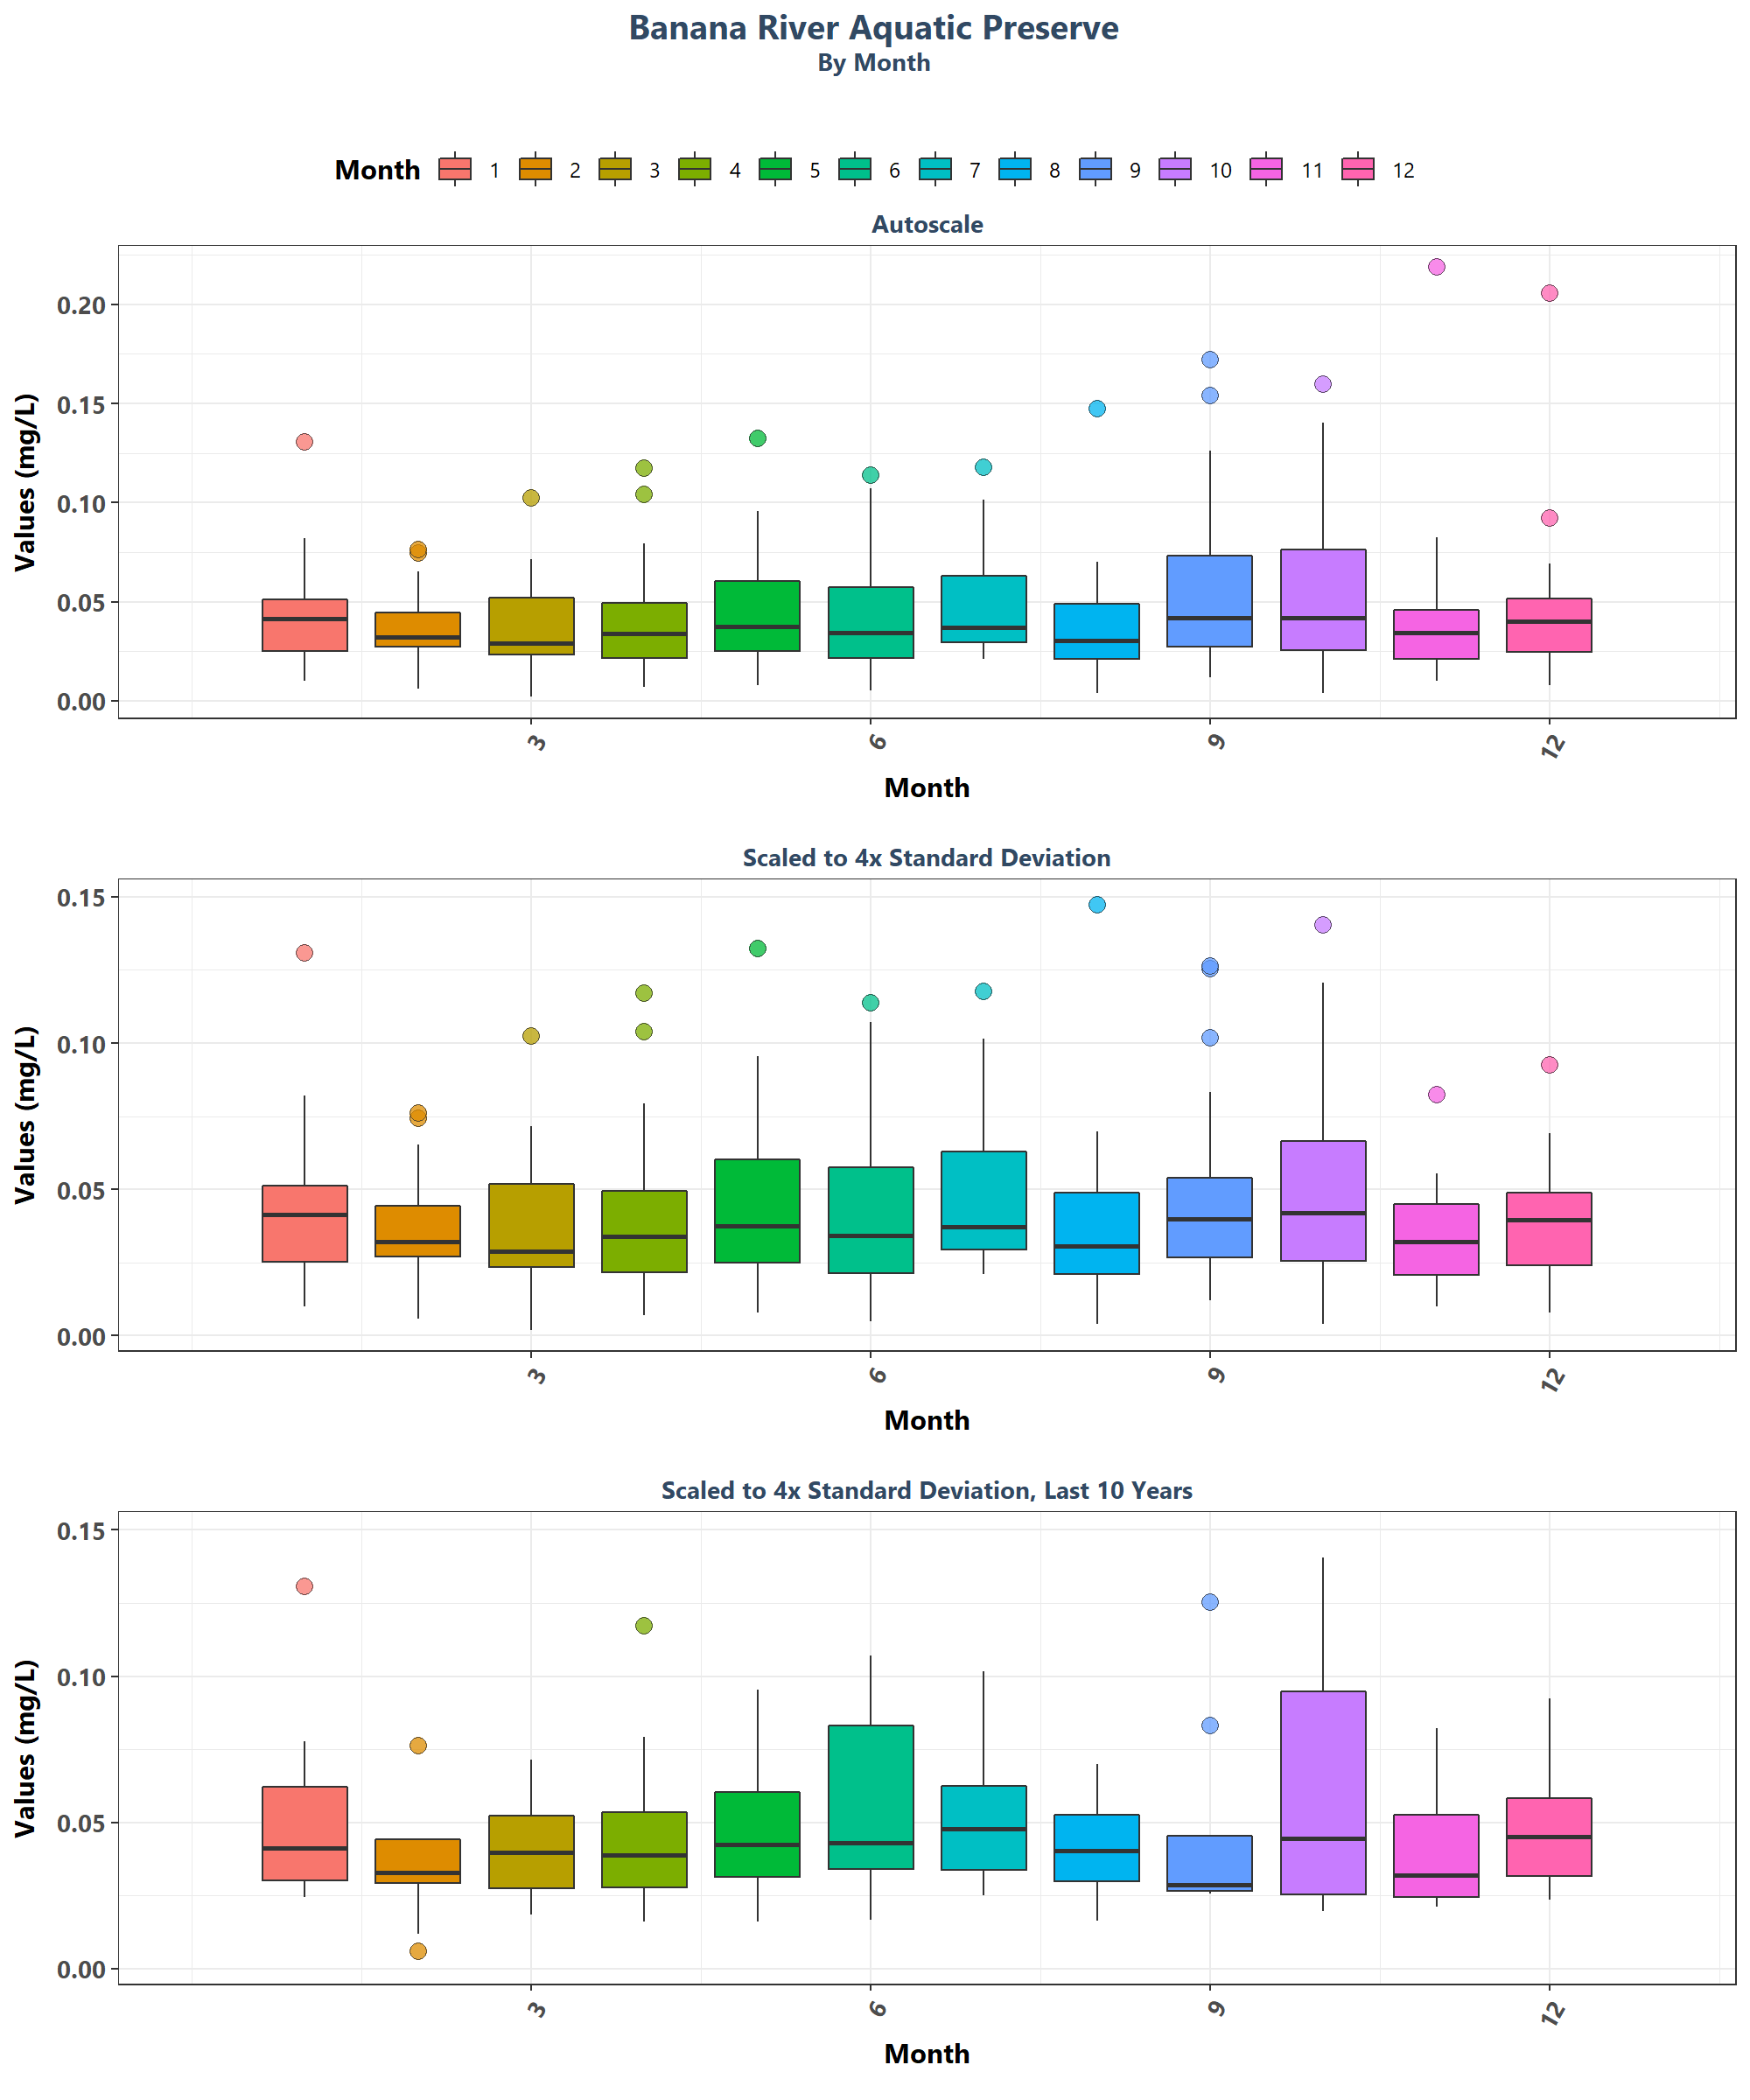 Banana River Aquatic Preserve
By Month
Month 1 2 3 4 5 6 7 8 9 10 11 12
Autoscale
Values (mg/L)
0.20
0.15
0.10
0.05
0.00
3 6 9 12
Month
Scaled to 4x Standard Deviation
Values (mg/L)
0.15
0.10
0.05
0.00
3 6 9 12
Month
Scaled to 4x Standard Deviation, Last 10 Years
Values (mg/L)
0.15
0.10
0.05
0.00
3 6 9 12
Month